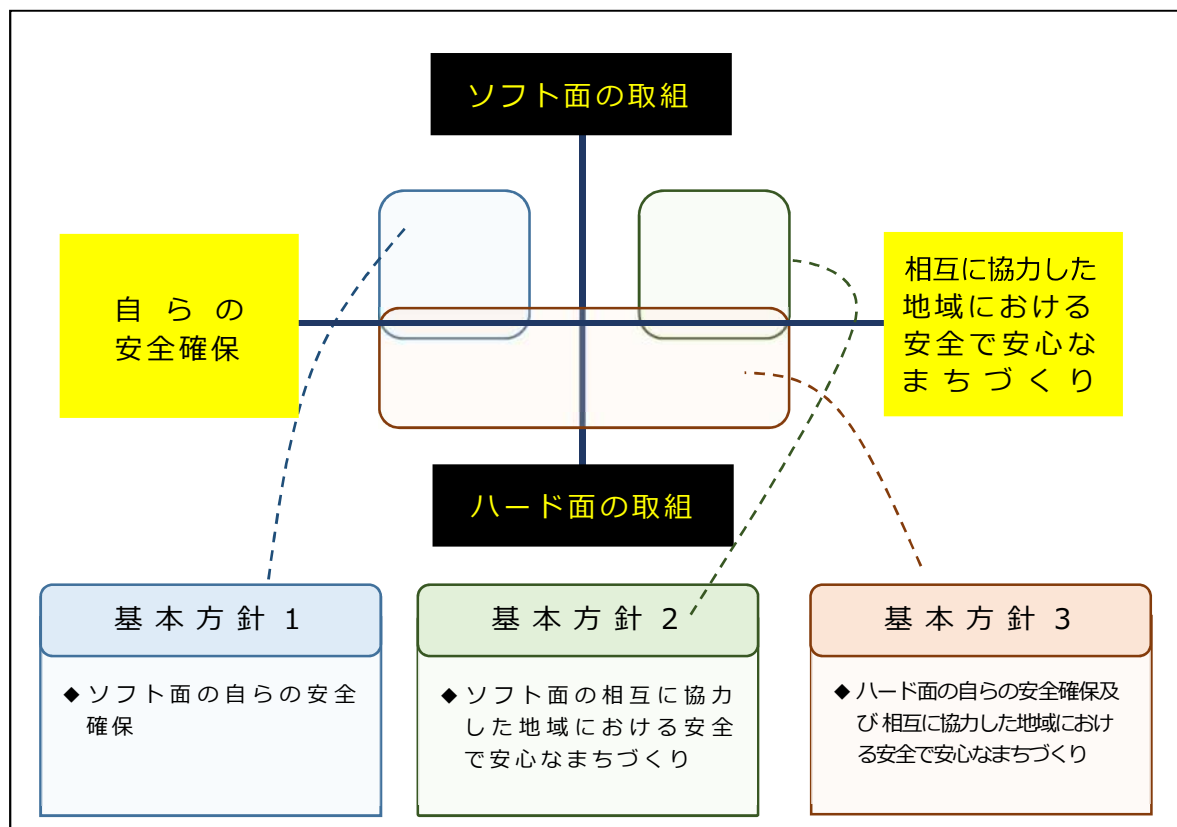 ソフト面の取組
自らの
安全確保
相互に協力した
地域における
安全で安心な
まちづくり
ハード面の取組
基本方針1
◆ソフト面の自らの安全
確保
基本方針2
◆ソフト面の相互に協力
した地域における安全
で安心なまちづくり
基本方針3
◆ハード面の自らの安全確保及
び相互に協力した地域におけ
る安全で安心なまちづくり